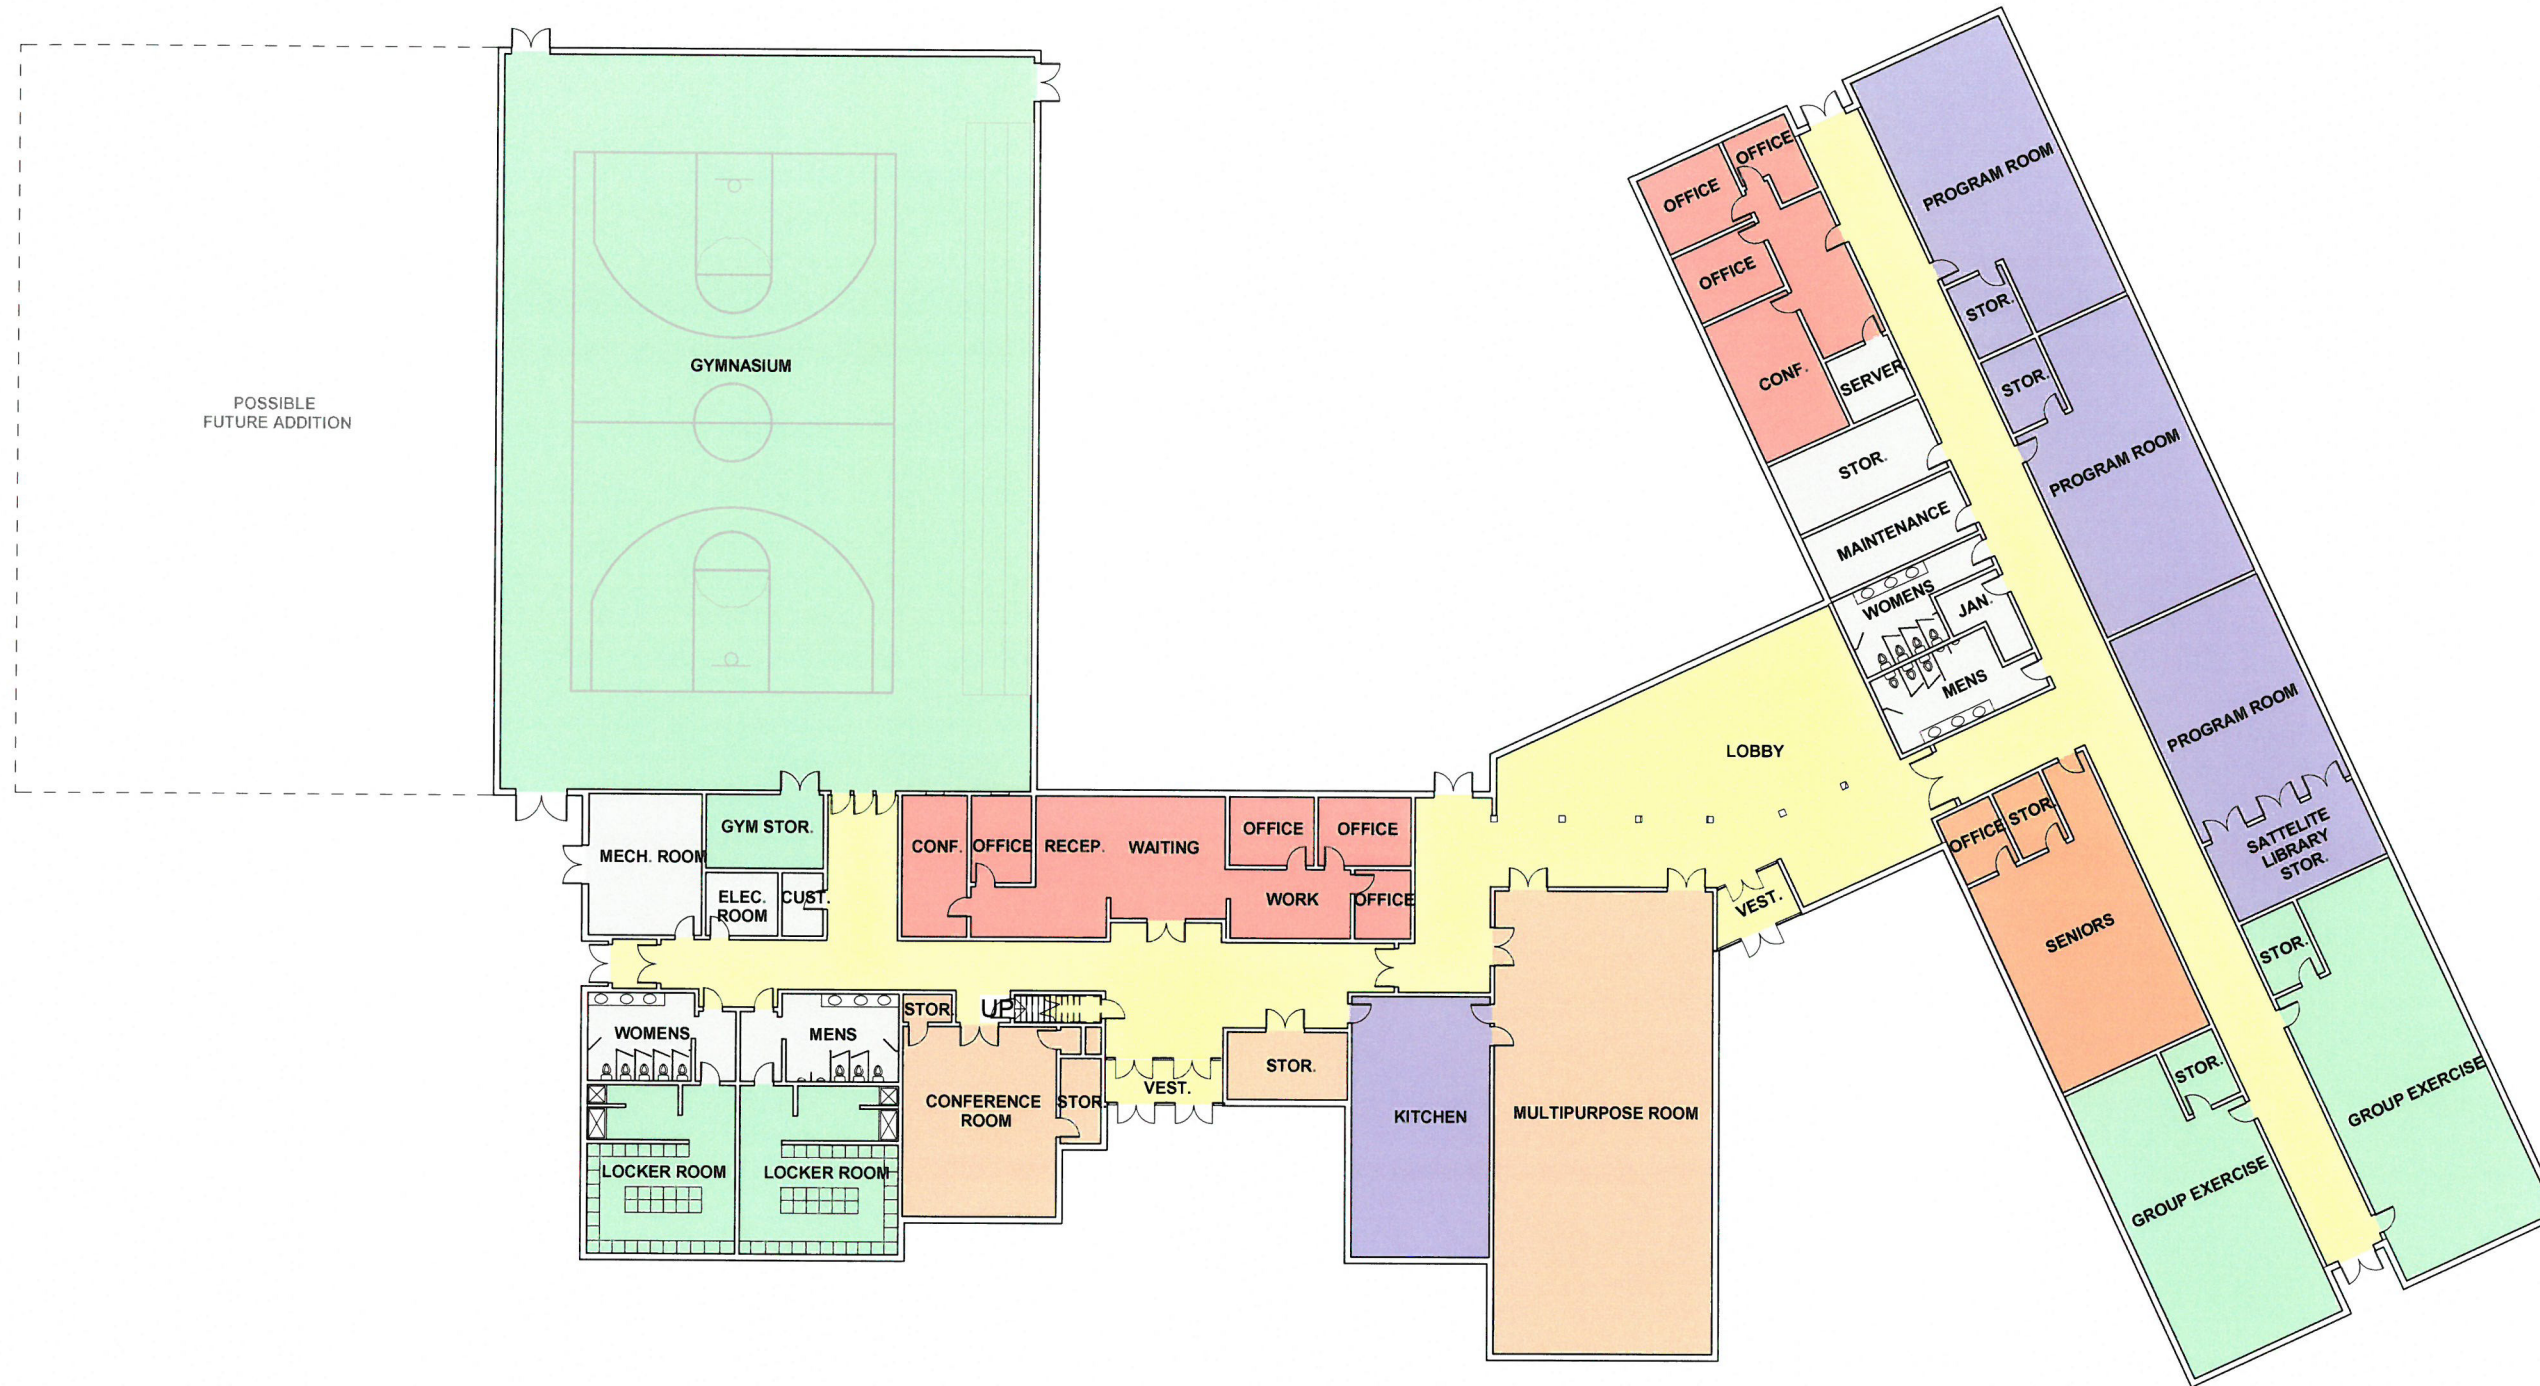 POSSIBLE
FUTURE ADDITION
GYMNASIUM
MECH. ROOM
GYM STOR.
ELEC.
ROOM
CUST.
CONF.
OFFICE
RECEP.
WAITING
OFFICE
OFFICE
WORK
OFFICE
WOMENS
MENS
STOR.
UP
LOCKER ROOM
LOCKER ROOM
CONFERENCE
ROOM
STOR.
VEST.
STOR.
KITCHEN
MULTIPURPOSE ROOM
LOBBY
VEST.
OFFICE
OFFICE
OFFICE
CONF.
SERVER
STOR.
MAINTENANCE
WOMENS
JAN.
MENS
PROGRAM ROOM
STOR.
STOR.
PROGRAM ROOM
PROGRAM ROOM
SATTELITE
LIBRARY
STOR.
OFFICE
STOR.
SENIORS
STOR.
STOR.
GROUP EXERCISE
GROUP EXERCISE